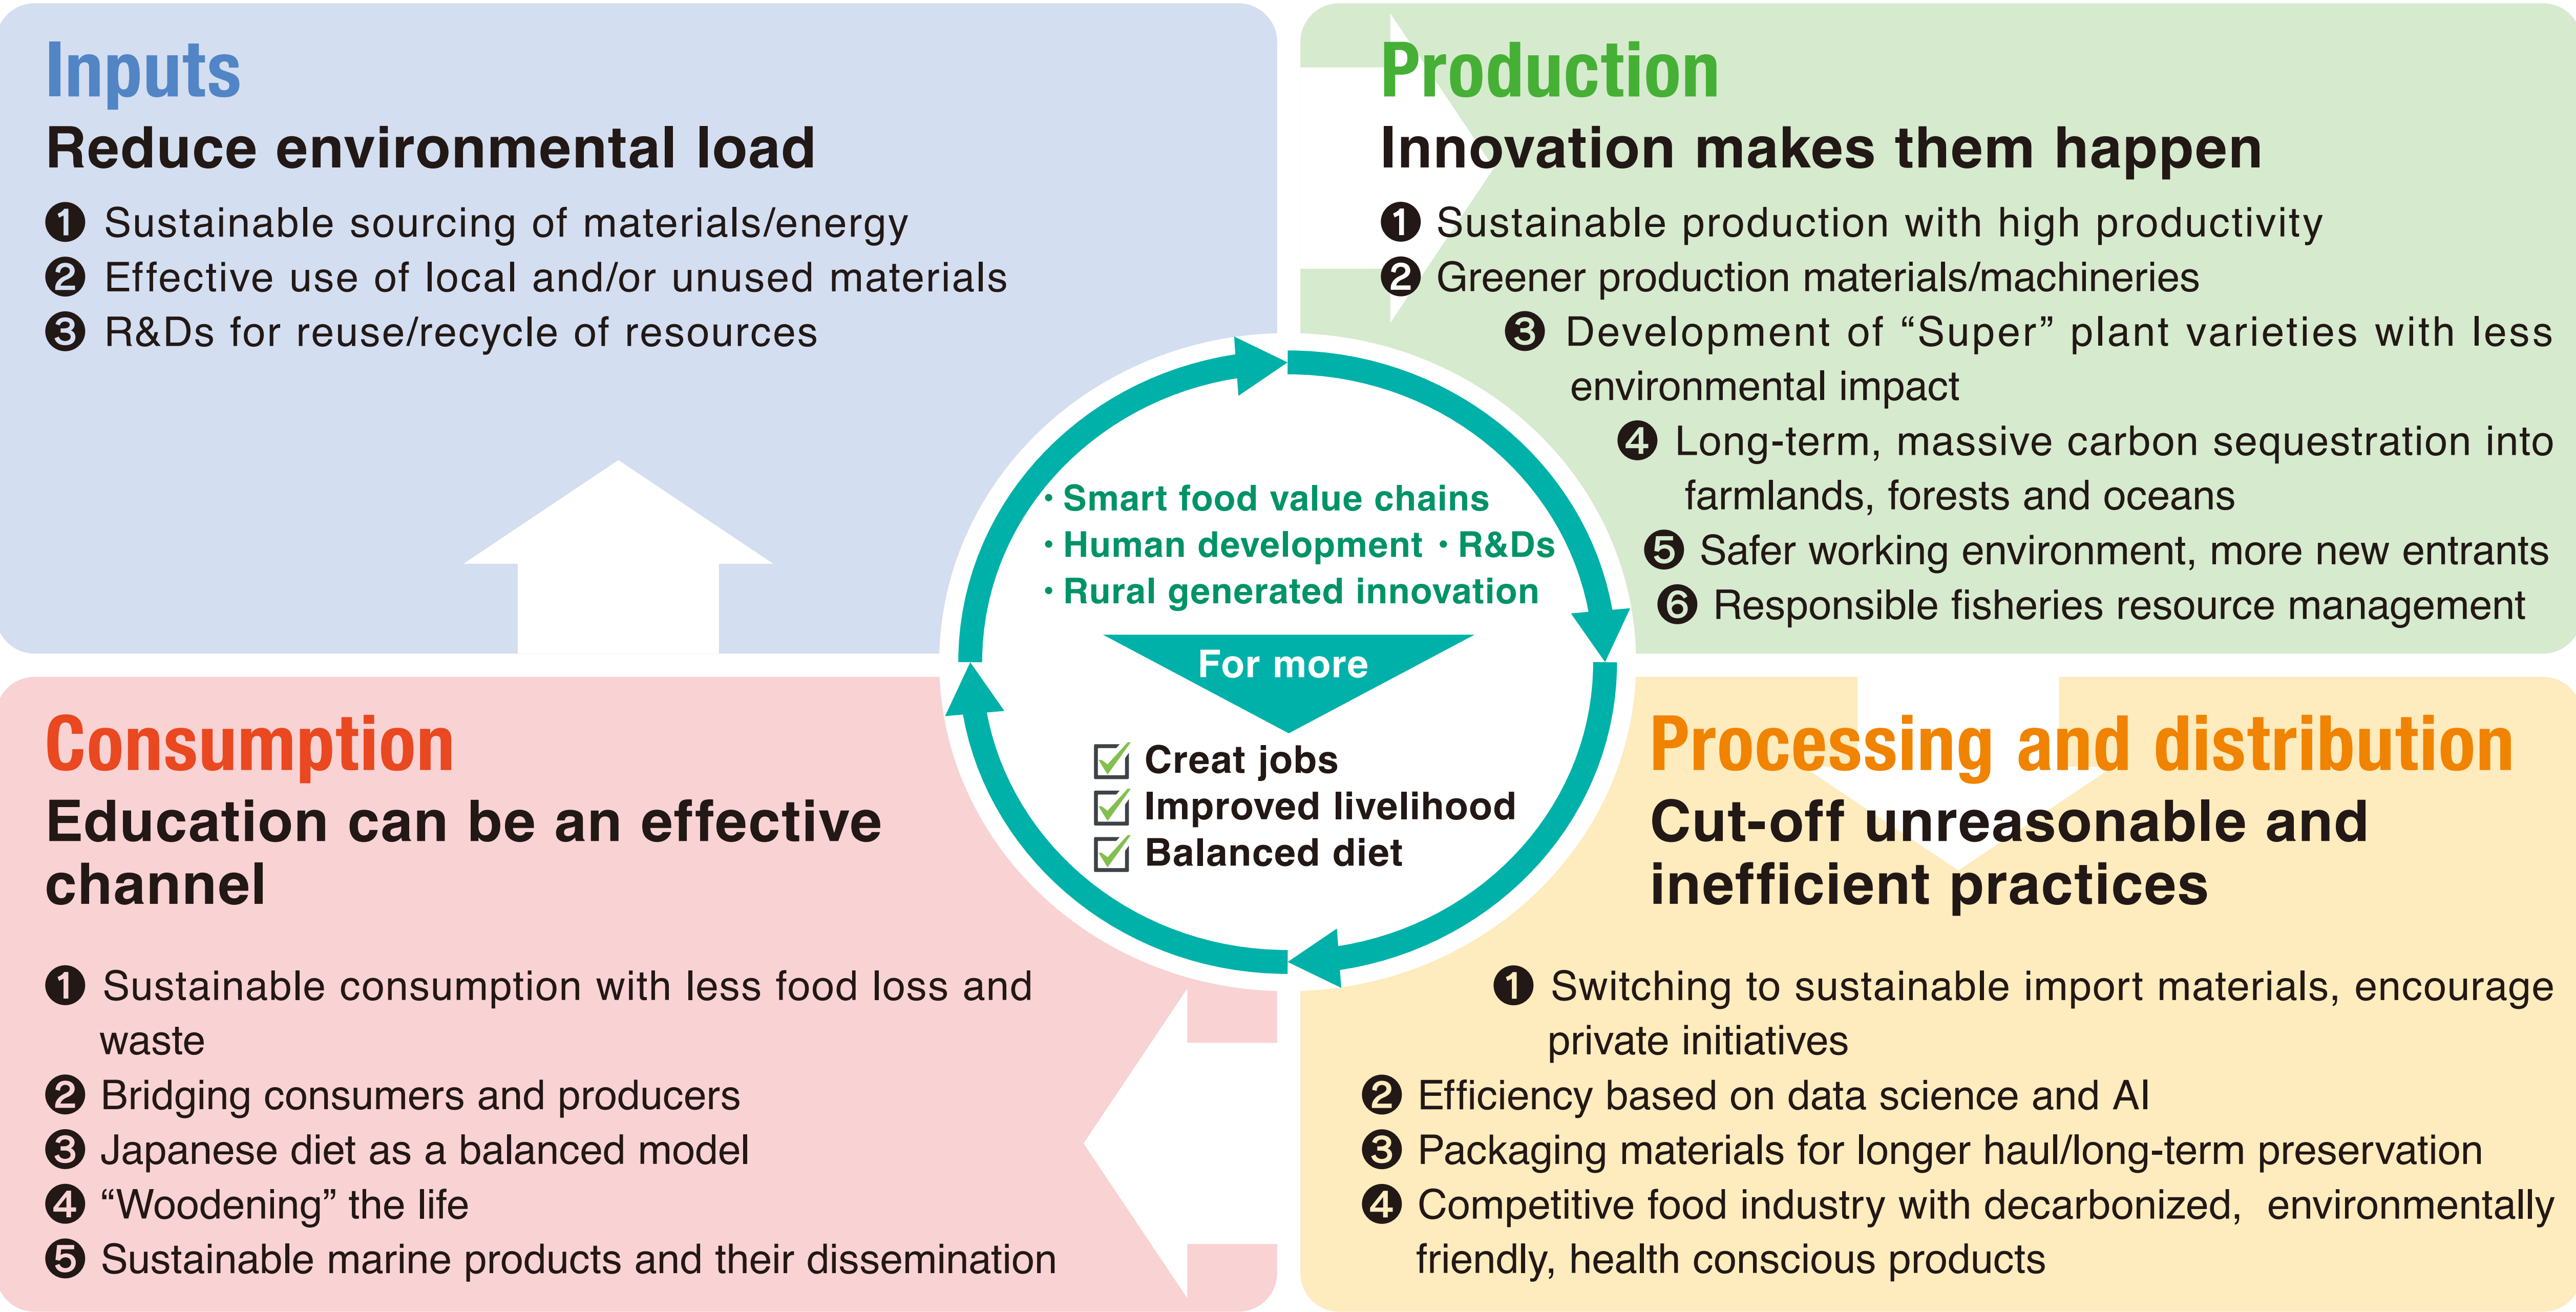 Inputs
Reduce environmental load
❶ Sustainable sourcing of materials/energy
❷ Effective use of local and/or unused materials
❸ R&Ds for reuse/recycle of resources
Production
Innovation makes them happen
❶ Sustainable production with high productivity
❷ Greener production materials/machineries
❸ Development of “Super” plant varieties with less
environmental impact
❹ Long-term, massive carbon sequestration into
farmlands, forests and oceans
❺ Safer working environment, more new entrants
❻ Responsible fisheries resource management
・Smart food value chains
・Human development ・R&Ds
・Rural generated innovation
For more
Creat jobs
Improved livelihood
Balanced diet
Consumption
Education can be an effective
channel
❶ Sustainable consumption with less food loss and
waste
❷ Bridging consumers and producers
❸ Japanese diet as a balanced model
❹ “Woodening” the life
❺ Sustainable marine products and their dissemination
Processing and distribution
Cut-off unreasonable and
inefficient practices
❶ Switching to sustainable import materials, encourage
private initiatives
❷ Efficiency based on data science and AI
❸ Packaging materials for longer haul/long-term preservation
❹ Competitive food industry with decarbonized, environmentally
friendly, health conscious products